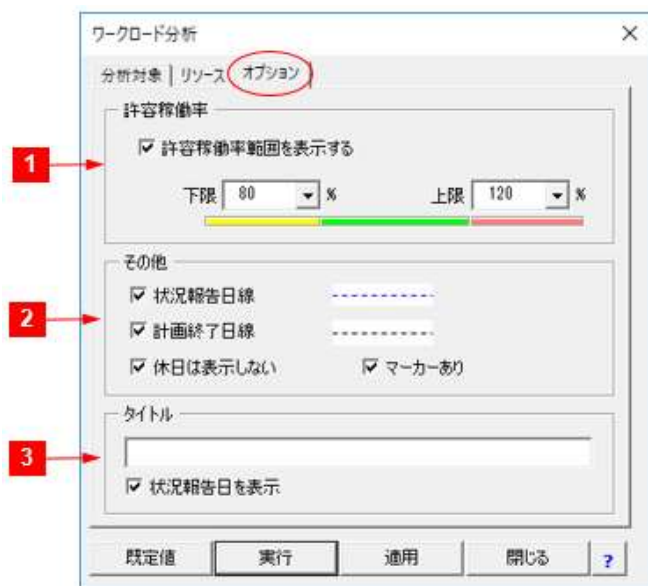 ワークロード分析
分析対象 リソース オプション
許容稼働率
許容稼働率範囲を表示する
1
下限 80 % 上限 120 %
その他
状況報告日線
2
計画終了日線
休日は表示しない マーカーあり
タイトル
3
状況報告日を表示
既定値 実行 適用 閉じる ?